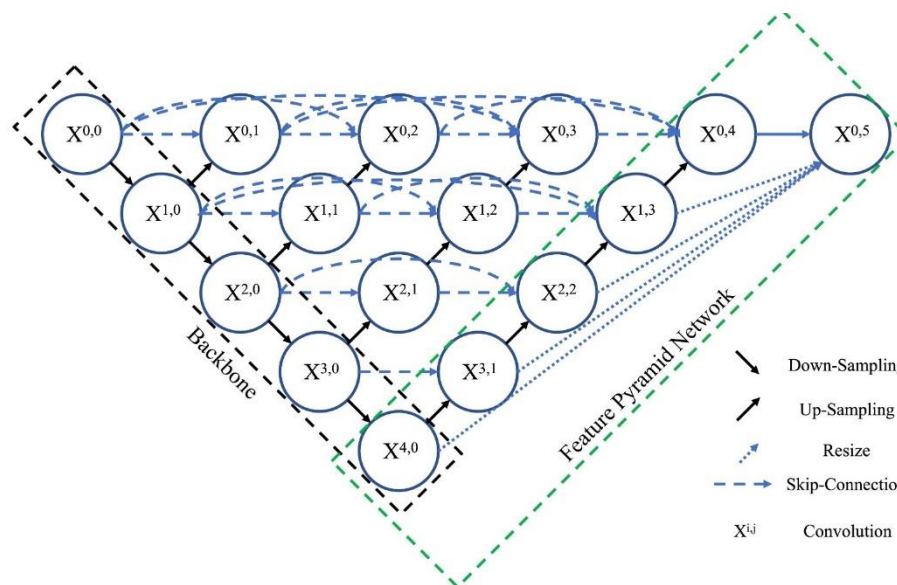 X0,0 X0,1 X0,2 X0,3 X0,4 X0,5
X1,0 X1,1 X1,2 X1,3
X2,0 X2,1 X2,2
X3,0 X3,1
X4,0
Backbone
Feature Pyramid Network
Down-Sampling
Up-Sampling
Resize
Skip-Connectio
Xi,j Convolution